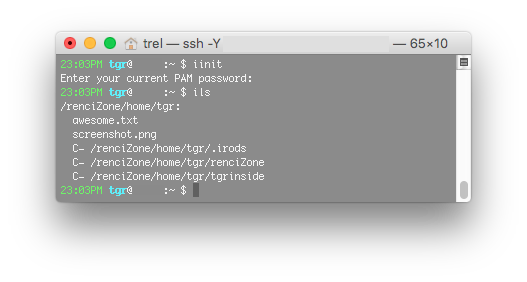 trel — ssh -Y — 65×10
23:03PM tgr@ :~ $ iinit
Enter your current PAM password:
23:03PM tgr@ :~ $ ils
/renciZone/home/tgr:
awesome.txt
screenshot.png
C- /renciZone/home/tgr/.irods
C- /renciZone/home/tgr/renciZone
C- /renciZone/home/tgr/tgrinside
23:03PM tgr@ :~ $